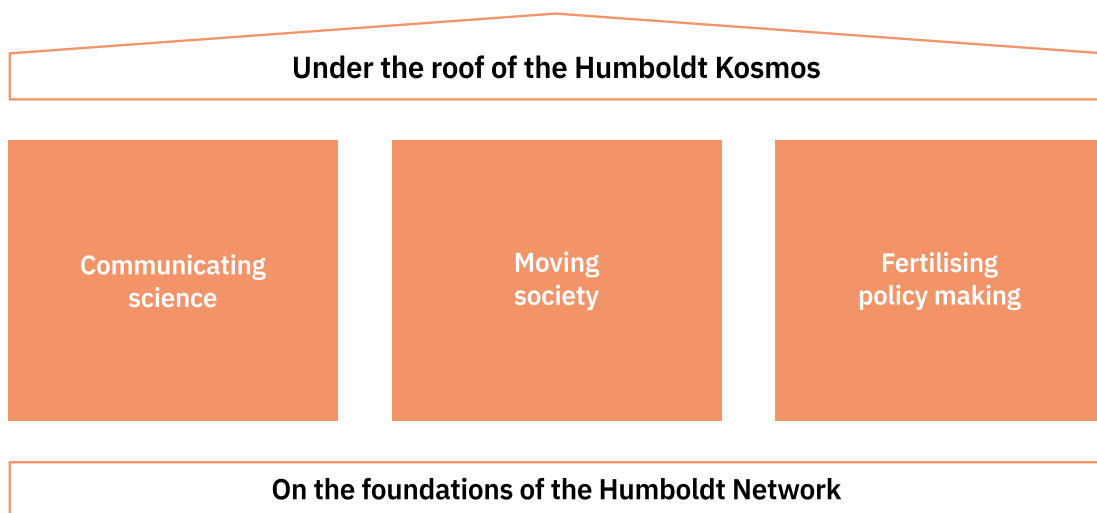 Under the roof of the Humboldt Kosmos
Communicating
science
Moving
society
Fertilising
policy making
On the foundations of the Humboldt Network